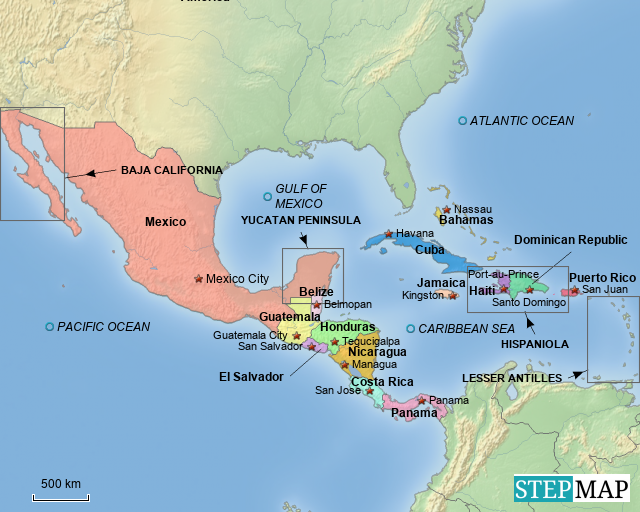 America
ATLANTIC OCEAN
BAJA CALIFORNIA
GULF OF
MEXICO
YUCATAN PENINSULA
Nassau
Bahamas
Mexico
Havana
Cuba
Dominican Republic
Mexico City
Port-au-Prince
Jamaica
Haiti
Puerto Rico
San Juan
Kingston
Santo Domingo
Belize
Belmopan
Guatemala
PACIFIC OCEAN
Honduras
CARIBBEAN SEA
Guatemala City
Tegucigalpa
San Salvador
HISPANIOLA
Nicaragua
Managua
El Salvador
Costa Rica
LESSER ANTILLES
San José
Panama
Panama
500 km
STEPMAP